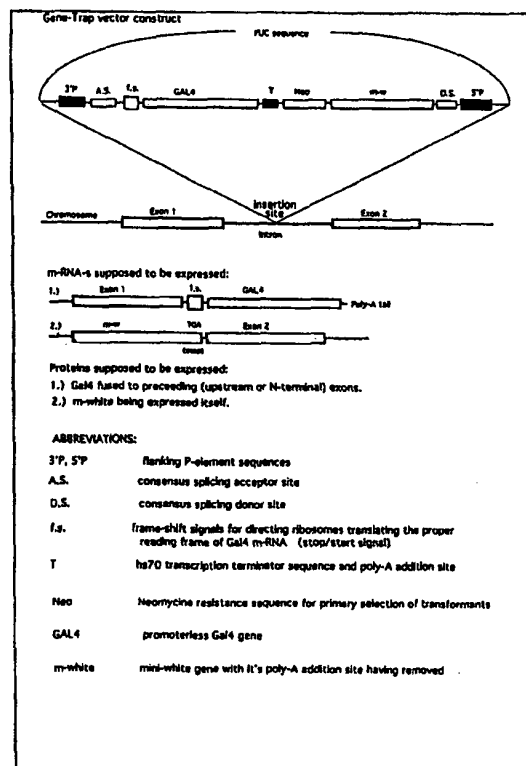 Gene-Trap vector construct
PUC sequence
3'P A.S. f.s. GAL4 T Neo m-w D.S. 5'P
insertion
site
Chromosome Exon 1 Exon 2
Intron
m-RNA-s supposed to be expressed:
Exon 1 f.s. GAL4
1.) Poly-A tail
m-w TGA Exon 2
2.)
Proteins supposed to be expressed:
1.) Gal4 fused to preceeding (upstream or N-terminal) exons.
2.) m-white being expressed itself.
ABBREVIATIONS:
3'P, 5'P flanking P-element sequences
A.S. consensus splicing acceptor site
D.S. consensus splicing donor site
f.s. frame-shift signals for directing ribosomes translating the proper
reading frame of Gal4 m-RNA (stop/start signal)
T hs70 transcription terminator sequence and poly-A addition site
Neo Neomycine resistance sequence for primary selection of transformants
GAL4 promoterless Gal4 gene
m-white mini-white gene with it's poly-A addition site having removed